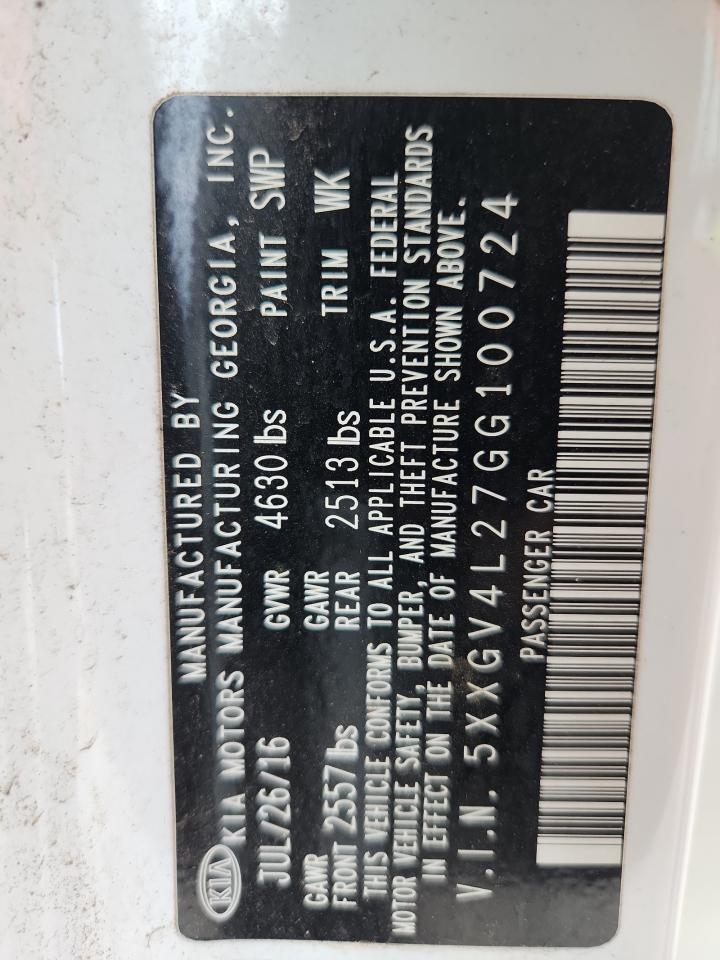 MANUFACTURED BY
KIA KIA MOTORS MANUFACTURING GEORGIA, INC.
JUL/26/16 GVWR 4630 lbs PAINT SWP
GAWR GAWR
FRONT 2557lbs REAR 2513 lbs TRIM WK
THIS VEHICLE CONFORMS TO ALL APPLICABLE U.S.A. FEDERAL
MOTOR VEHICLE SAFETY, BUMPER, AND THEFT PREVENTION STANDARDS
IN EFFECT ON THE DATE OF MANUFACTURE SHOWN ABOVE.
V.I.N. 5XXGV4L27GG100724
PASSENGER CAR